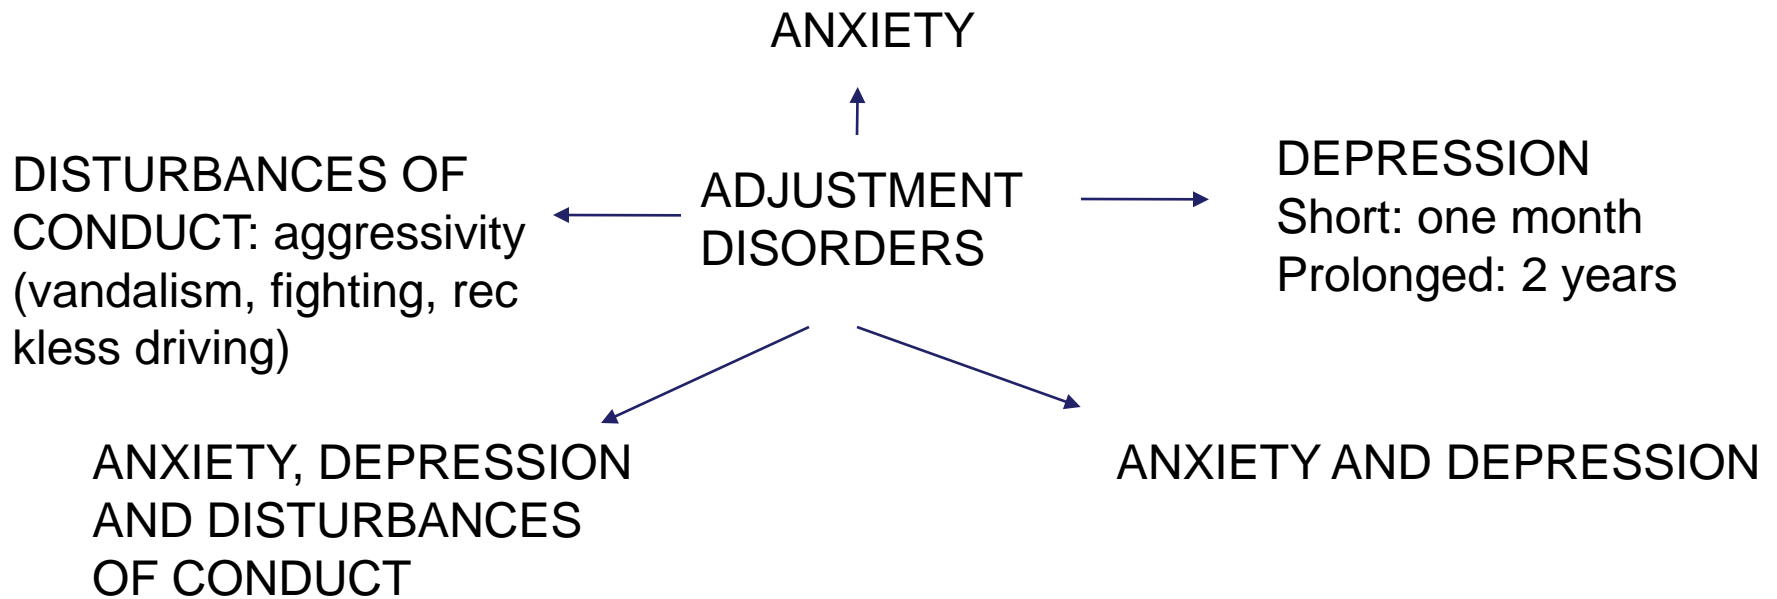 ANXIETY
DISTURBANCES OF
CONDUCT: aggressivity
(vandalism, fighting, rec
kless driving)
ADJUSTMENT
DISORDERS
DEPRESSION
Short: one month
Prolonged: 2 years
ANXIETY, DEPRESSION
AND DISTURBANCES
OF CONDUCT
ANXIETY AND DEPRESSION